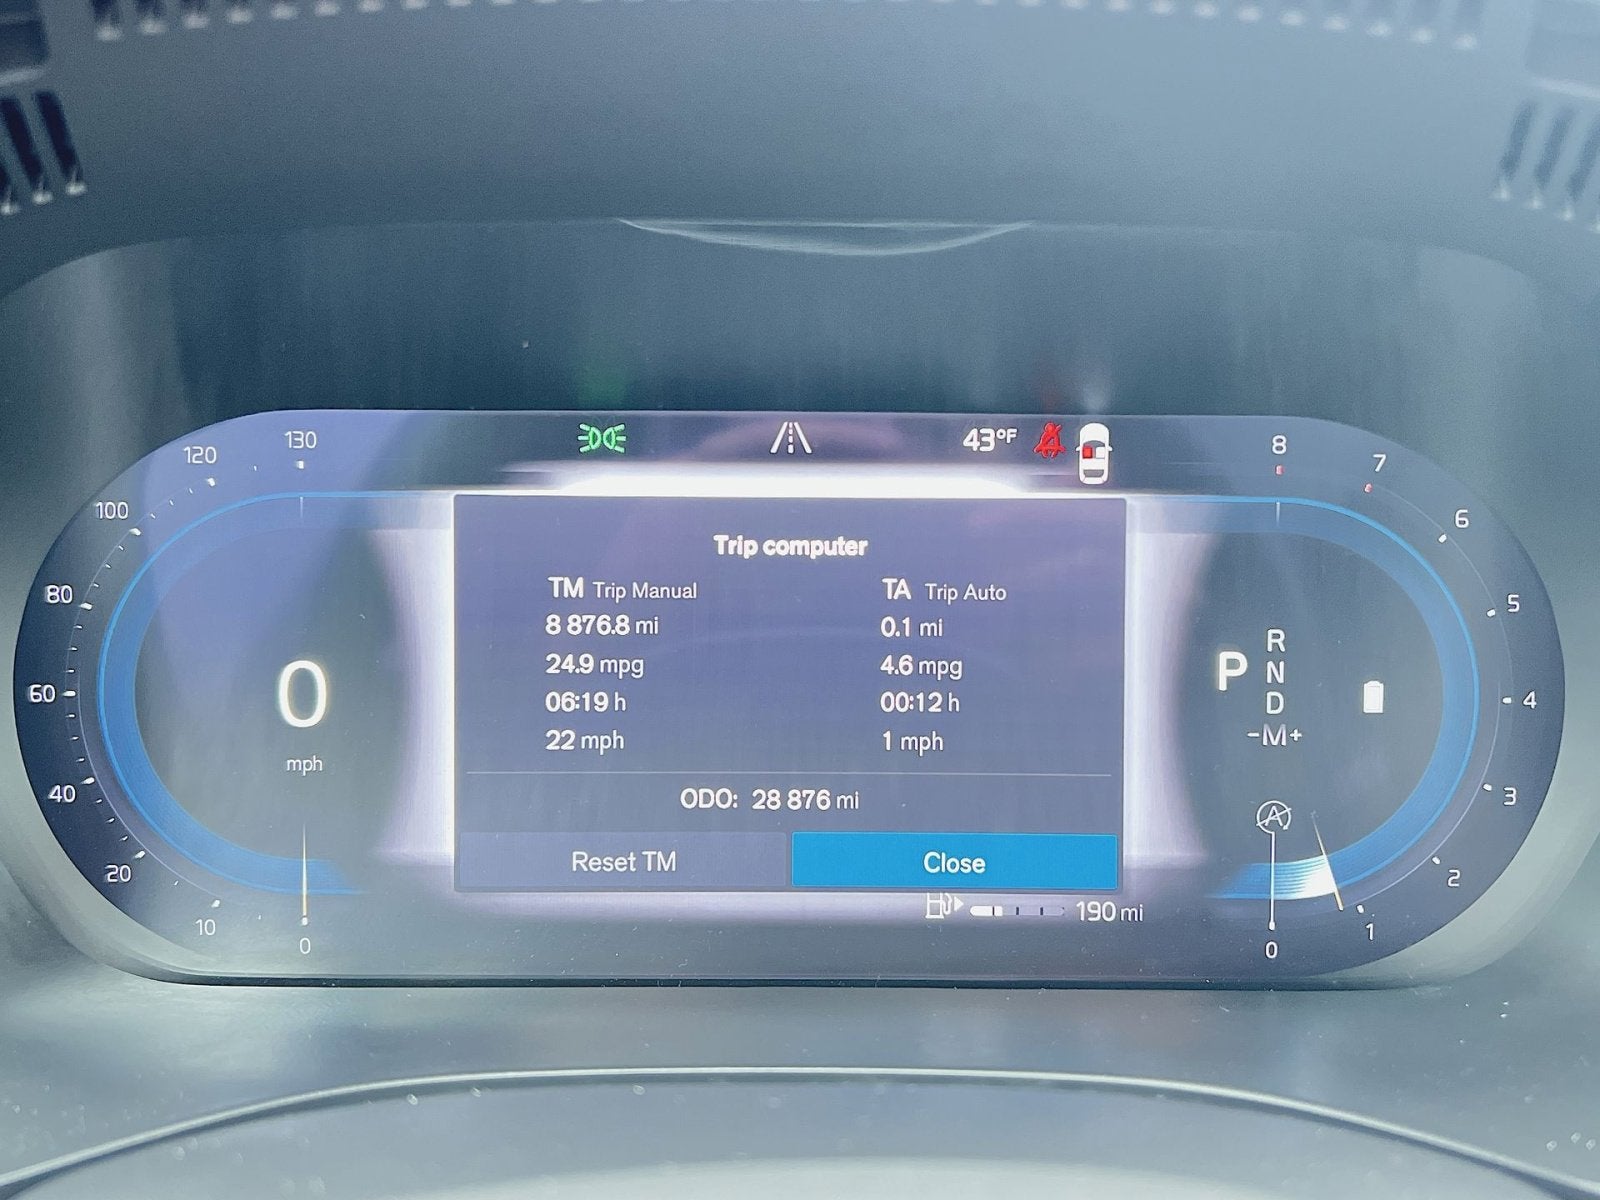 130
120
100
80
60
40
20
10
0
0
mph
43°F
Trip computer
TM Trip Manual
8 876.8 mi
24.9 mpg
06:19 h
22 mph
TA Trip Auto
0.1 mi
4.6 mpg
00:12 h
1 mph
ODO: 28 876 mi
Reset TM
Close
190 mi
8
7
6
5
4
3
2
1
0
P
R
N
D
-M+
A